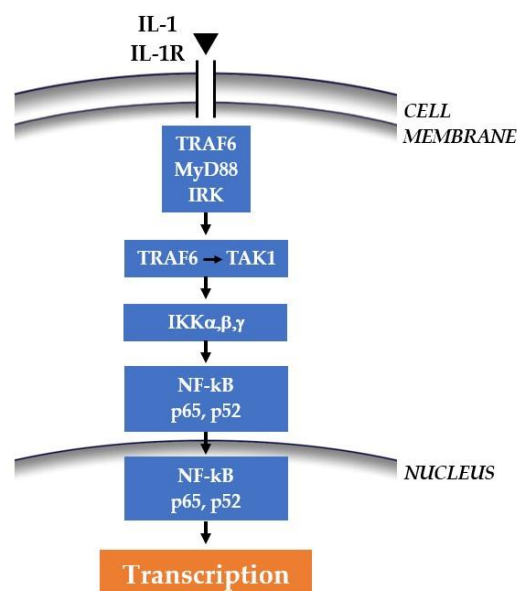 IL-1
IL-1R
CELL
MEMBRANE
TRAF6
MyD88
IRK
TRAF6 → TAK1
IKKα,β,γ
NF-kB
p65, p52
NUCLEUS
NF-kB
p65, p52
Transcription